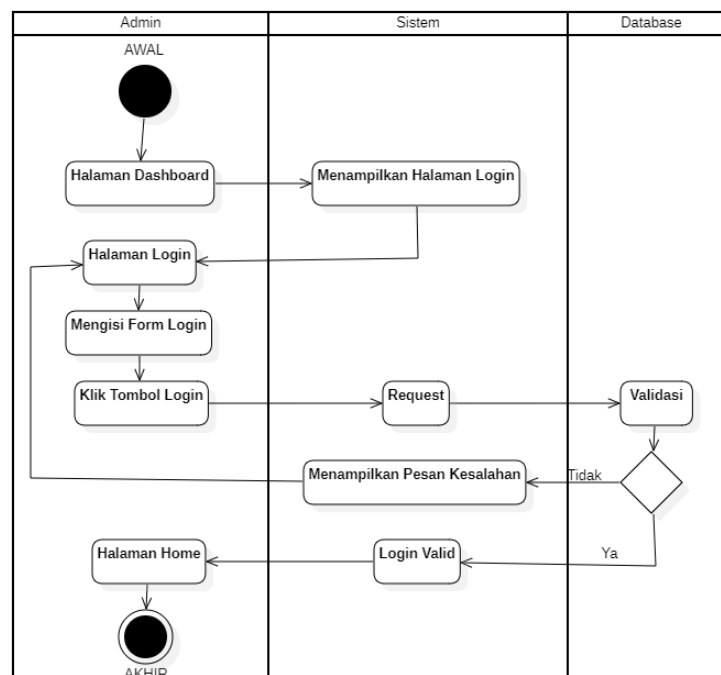 Admin
Sistem
Database
AWAL
Halaman Dashboard
Menampilkan Halaman Login
Halaman Login
Mengisi Form Login
Klik Tombol Login
Request
Validasi
Menampilkan Pesan Kesalahan
Tidak
Halaman Home
Login Valid
Ya
AKHIR